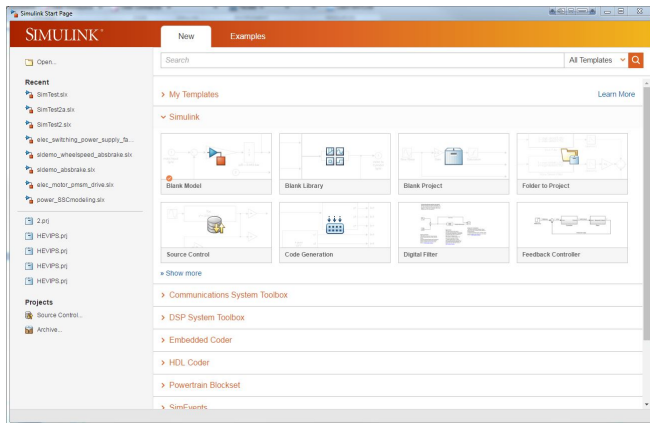 Simulink Start Page
SIMULINK®
New
Examples
Open...
Recent
SimTest.slx
SimTest2a.slx
SimTest2.slx
elec_switching_power_supply_fa...
sldemo_wheelspeed_absbrake.slx
sldemo_absbrake.slx
elec_motor_pmsm_drive.slx
power_SSCmodeling.slx
2.prj
HEVIPS.prj
HEVIPS.prj
HEVIPS.prj
HEVIPS.prj
Projects
Source Control...
Archive...
Search
All Templates
My Templates
Learn More
Simulink
Blank Model
Blank Library
Blank Project
Folder to Project
Source Control
Code Generation
Digital Filter
Feedback Controller
» Show more
Communications System Toolbox
DSP System Toolbox
Embedded Coder
HDL Coder
Powertrain Blockset
SimEvents